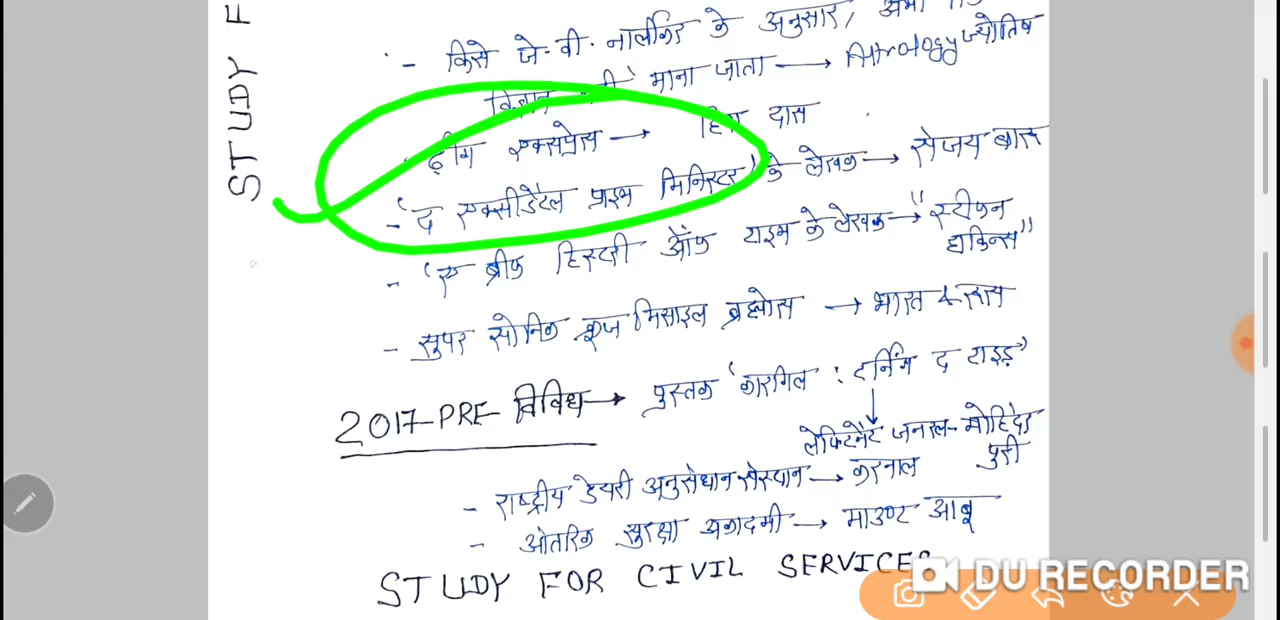 STUDY F
- किसे जे. वी. नार्लीकर के अनुसार,
विज्ञान नहीं माना जाता → Astrology ज्योतिष
ढ़ींग एक्सप्रेस → हिमा दास
- 'द एक्सीडेंटल प्राइम मिनिस्टर' के लेखक → संजय बारू
- 'ए ब्रीफ हिस्टरी ऑफ टाइम के लेखक → "स्टीफन
हाकिन्स"
- सुपर सोनिक क्रूज मिसाइल ब्रह्मोस → भारत & रूस
2017-PRE- विविध → पुस्तक 'कारगिल : टर्निंग द टाइड'
लेफ्टिनेंट जनरल- मोहिंदर
पुरी
- राष्ट्रीय डेयरी अनुसंधान संस्थान → करनाल
- आंतरिक सुरक्षा अकादमी → माउण्ट आबू
STUDY FOR CIVIL SERVICES
DU RECORDER